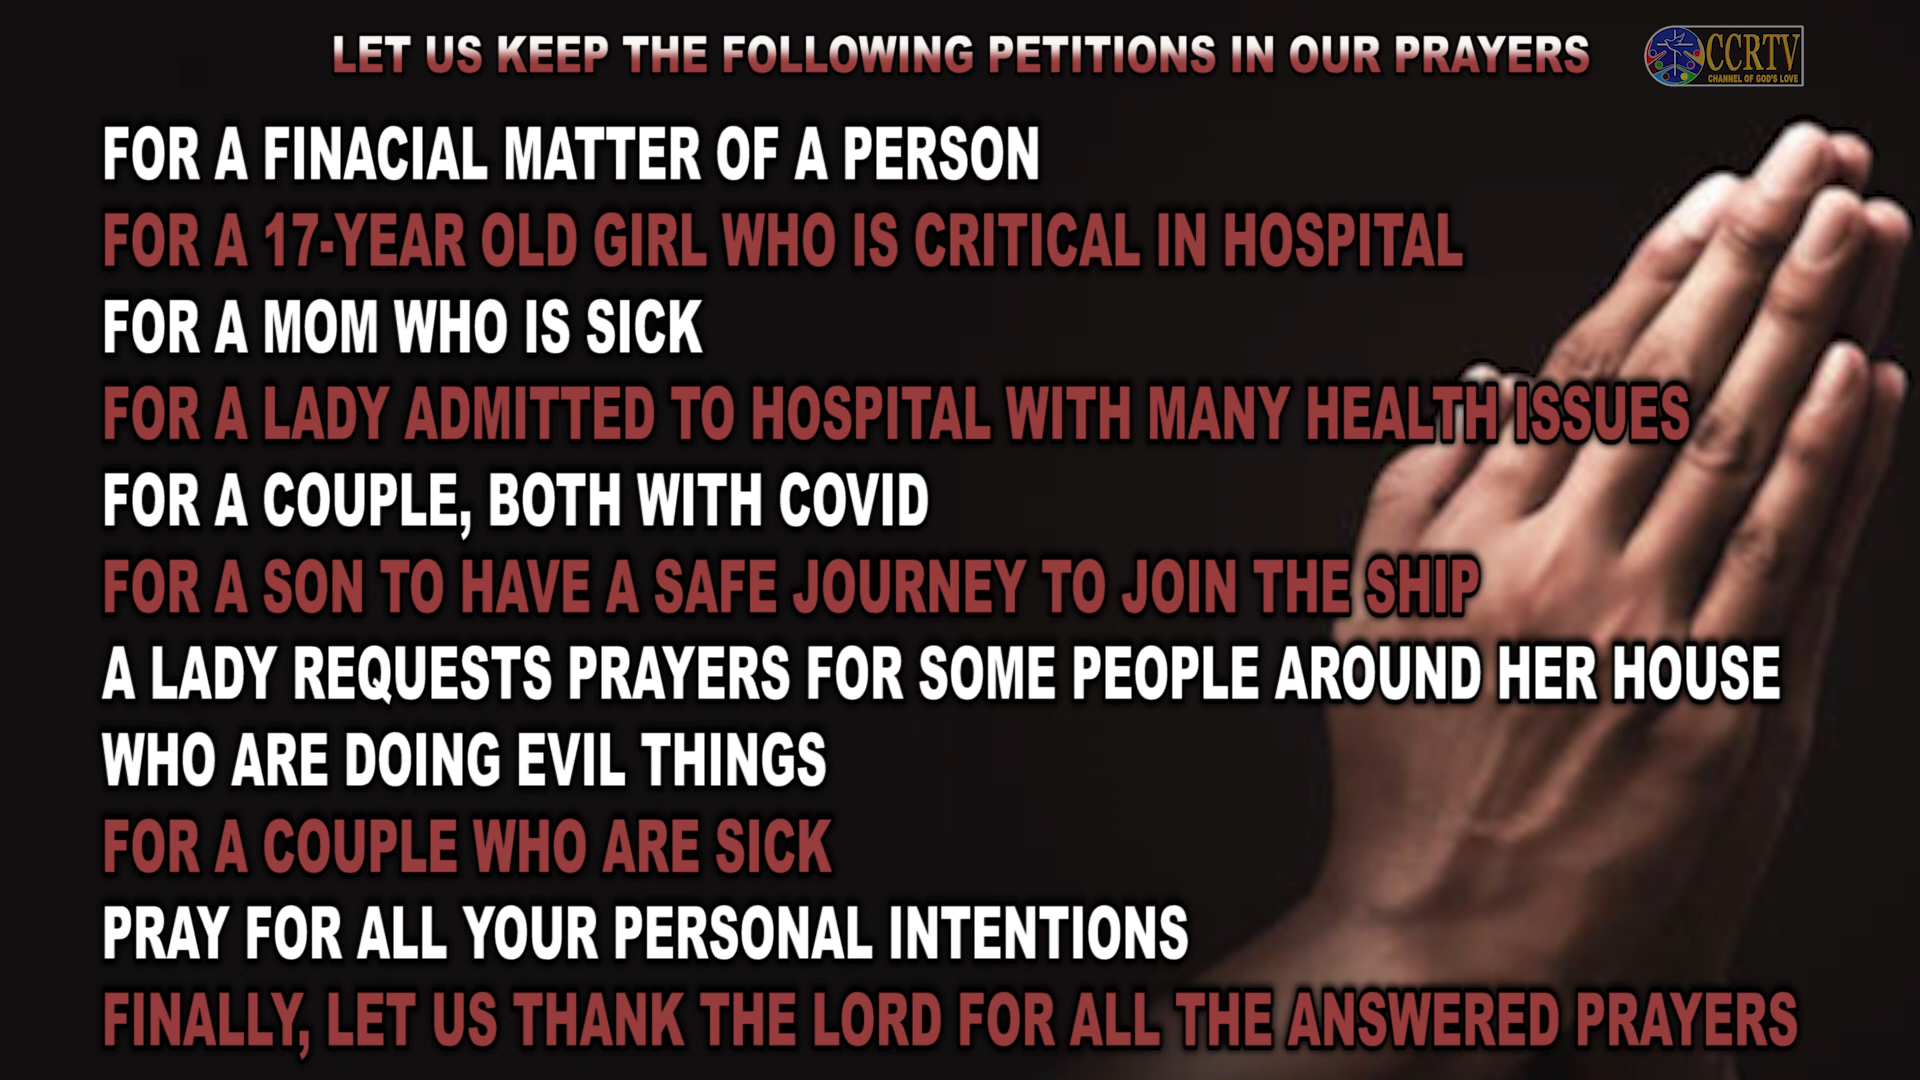 LET US KEEP THE FOLLOWING PETITIONS IN OUR PRAYERS
CCRTV
CHANNEL OF GOD'S LOVE
FOR A FINACIAL MATTER OF A PERSON
FOR A 17-YEAR OLD GIRL WHO IS CRITICAL IN HOSPITAL
FOR A MOM WHO IS SICK
FOR A LADY ADMITTED TO HOSPITAL WITH MANY HEALTH ISSUES
FOR A COUPLE, BOTH WITH COVID
FOR A SON TO HAVE A SAFE JOURNEY TO JOIN THE SHIP
A LADY REQUESTS PRAYERS FOR SOME PEOPLE AROUND HER HOUSE
WHO ARE DOING EVIL THINGS
FOR A COUPLE WHO ARE SICK
PRAY FOR ALL YOUR PERSONAL INTENTIONS
FINALLY, LET US THANK THE LORD FOR ALL THE ANSWERED PRAYERS